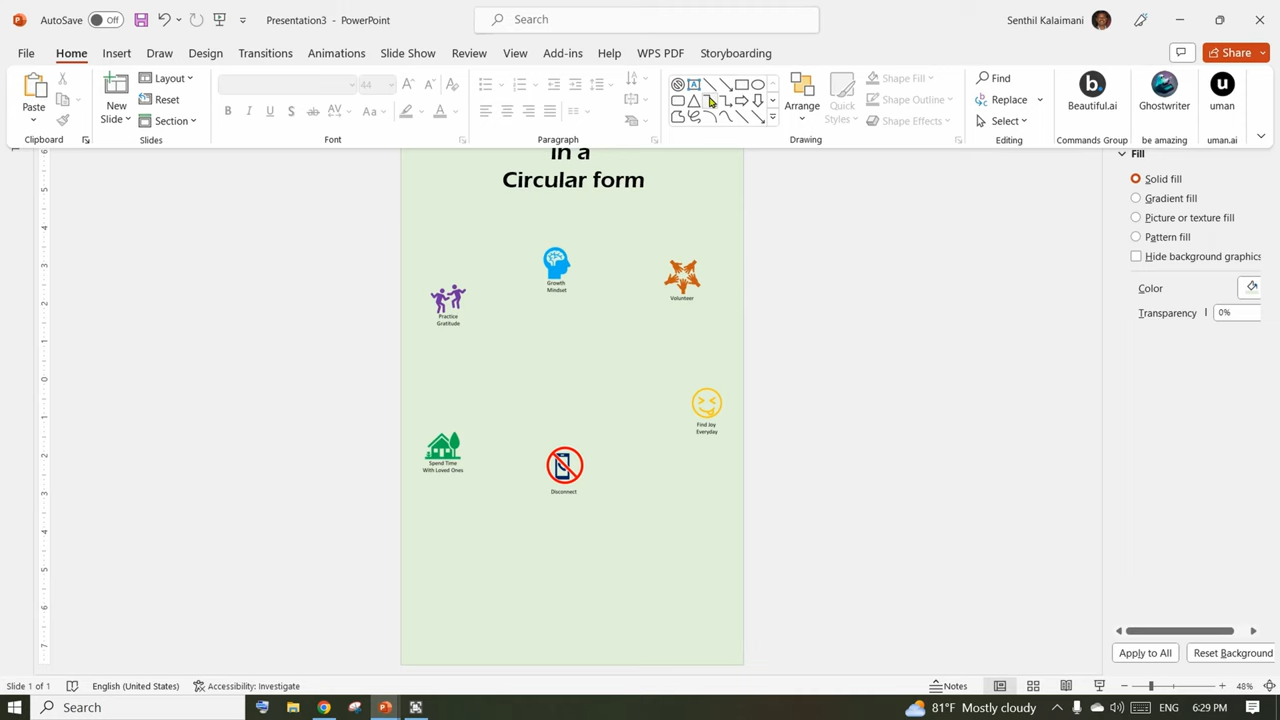 AutoSave Off Presentation3 - PowerPoint Search Senthil Kalaimani
File Home Insert Draw Design Transitions Animations Slide Show Review View Add-ins Help WPS PDF Storyboarding Share
Paste
Clipboard
New
Slide
Layout
Reset
Section
Slides
44
Font
Paragraph
Drawing
Arrange
Quick
Styles
Shape Fill
Shape Outline
Shape Effects
Find
Replace
Select
Editing
Beautiful.ai
Commands Group
Ghostwriter
be amazing
uman
uman.ai
in a
Circular form
Growth
Mindset
Volunteer
Practice
Gratitude
Find Joy
Everyday
Spend Time
With Loved Ones
Disconnect
Fill
Solid fill
Gradient fill
Picture or texture fill
Pattern fill
Hide background graphics
Color
Transparency 0%
Apply to All Reset Background
Slide 1 of 1 English (United States) Accessibility: Investigate Notes 48%
Search 81°F Mostly cloudy ENG 6:29 PM